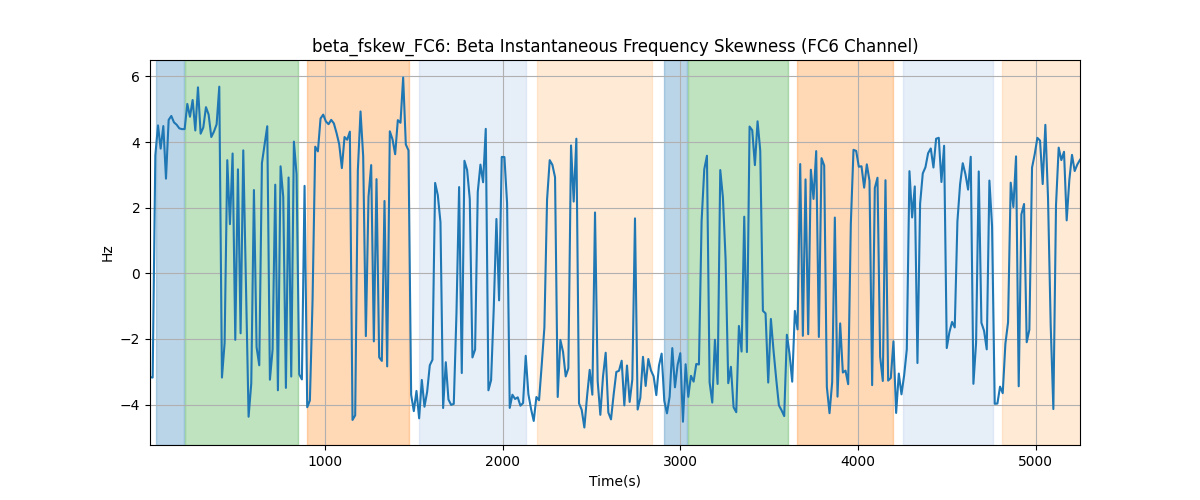 beta_fskew_FC6: Beta Instantaneous Frequency Skewness (FC6 Channel)
6
4
2
0
−2
−4
Hz
1000 2000 3000 4000 5000
Time(s)